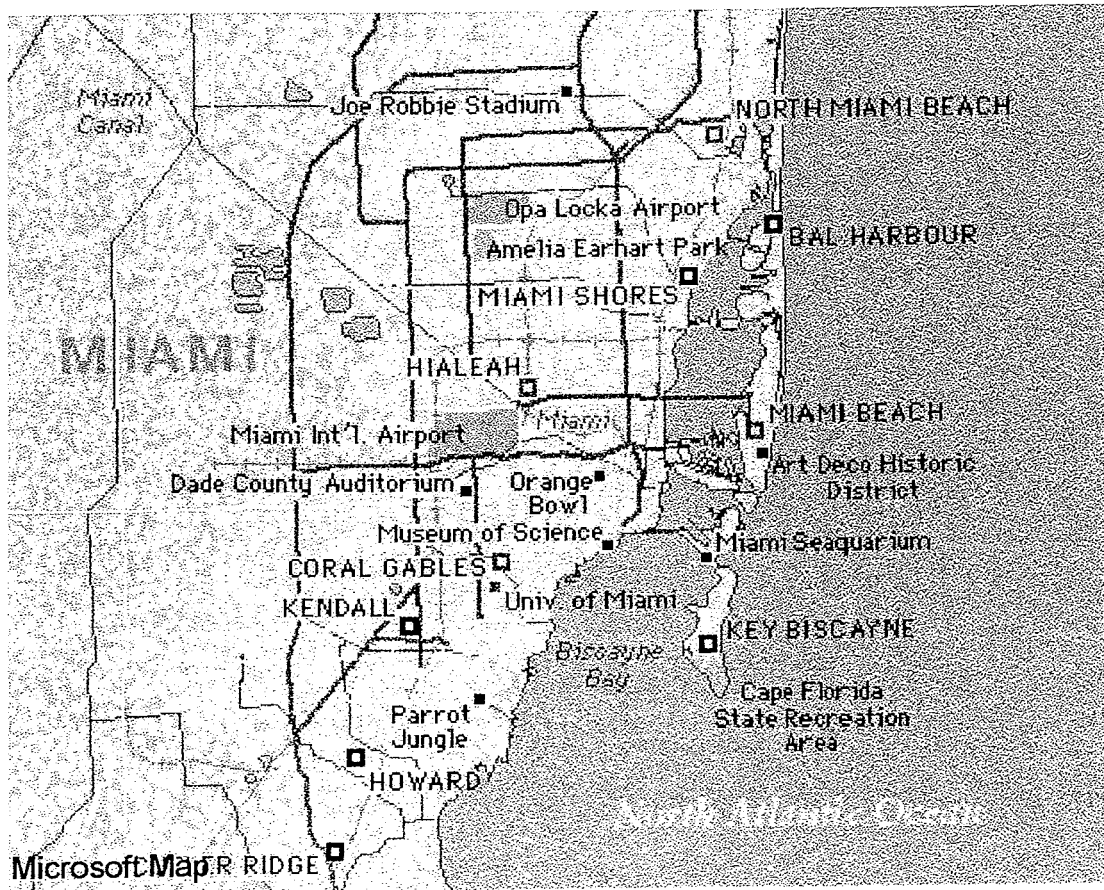 Miami
Canal
Joe Robbie Stadium
NORTH MIAMI BEACH
Opa Locka Airport
BAL HARBOUR
Amelia Earhart Park
MIAMI SHORES
MIAMI
HIALEAH
Miami
MIAMI BEACH
Miami Int'l. Airport
Art Deco Historic
District
Dade County Auditorium
Orange
Bowl
Museum of Science
Miami Seaquarium
CORAL GABLES
Univ. of Miami
KENDALL
KEY BISCAYNE
Biscayne
Bay
Cape Florida
State Recreation
Area
Parrot
Jungle
HOWARD
North Atlantic Ocean
Microsoft Map
ER RIDGE